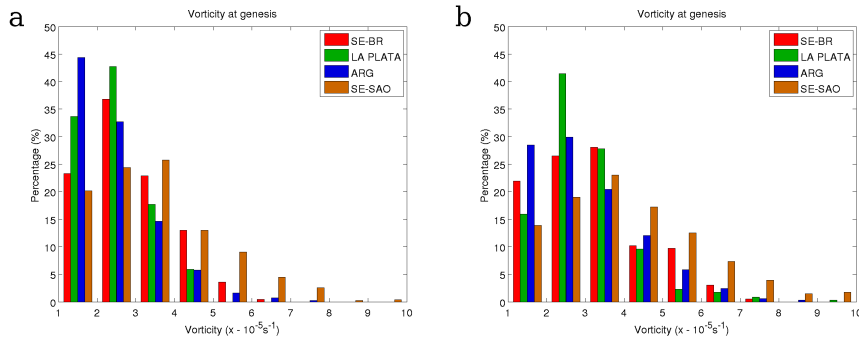 a
Vorticity at genesis
50
45
40
35
30
25
20
15
10
5
0
Percentage (%)
SE-BR
LA PLATA
ARG
SE-SAO
1 2 3 4 5 6 7 8 9 10
Vorticity (x - 10⁻⁵s⁻¹)
b
Vorticity at genesis
50
45
40
35
30
25
20
15
10
5
0
Percentage (%)
SE-BR
LA PLATA
ARG
SE-SAO
1 2 3 4 5 6 7 8 9 10
Vorticity (x - 10⁻⁵s⁻¹)